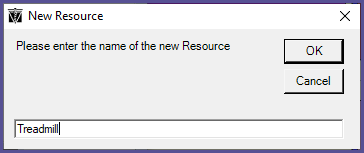 New Resource
Please enter the name of the new Resource
OK
Cancel
Treadmill